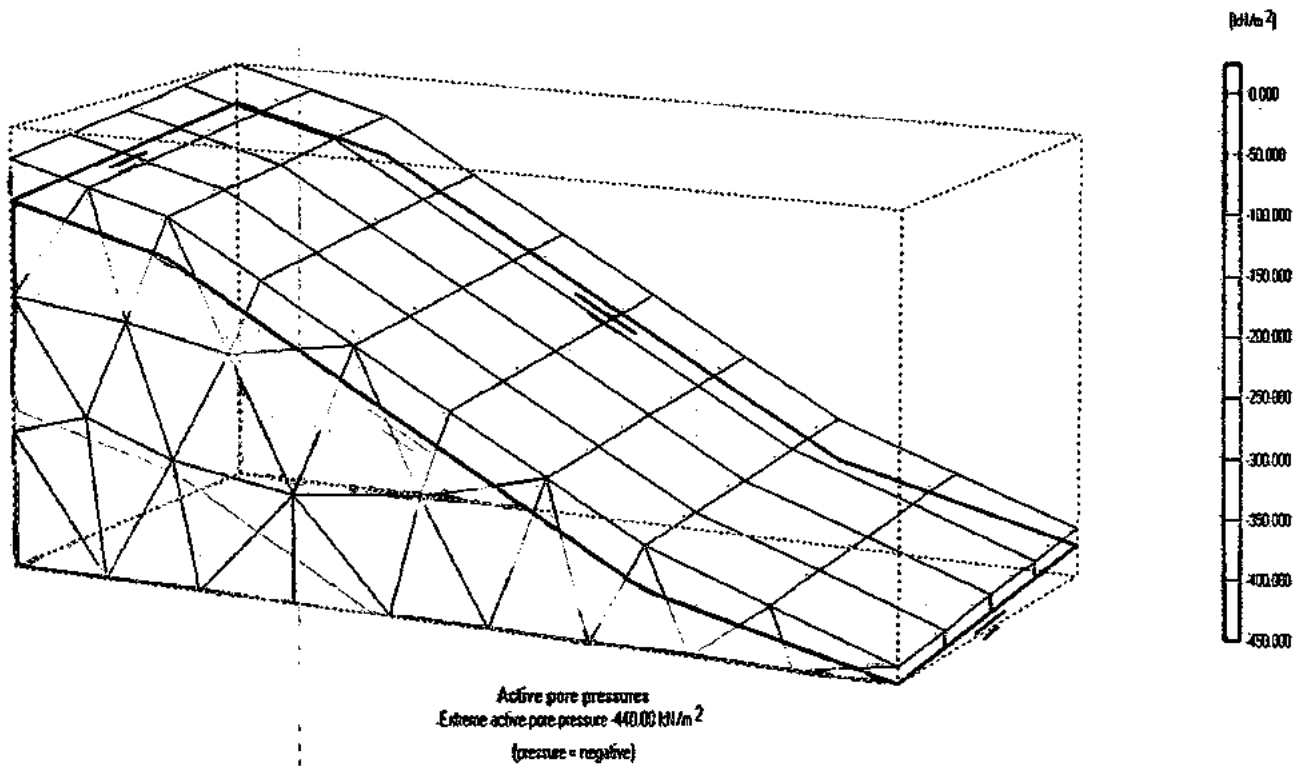 [kN/m²]
0.000
-50.000
-100.000
-150.000
-200.000
-250.000
-300.000
-350.000
-400.000
-450.000
Active pore pressures
Extreme active pore pressure -440.00 kN/m²
(pressure = negative)